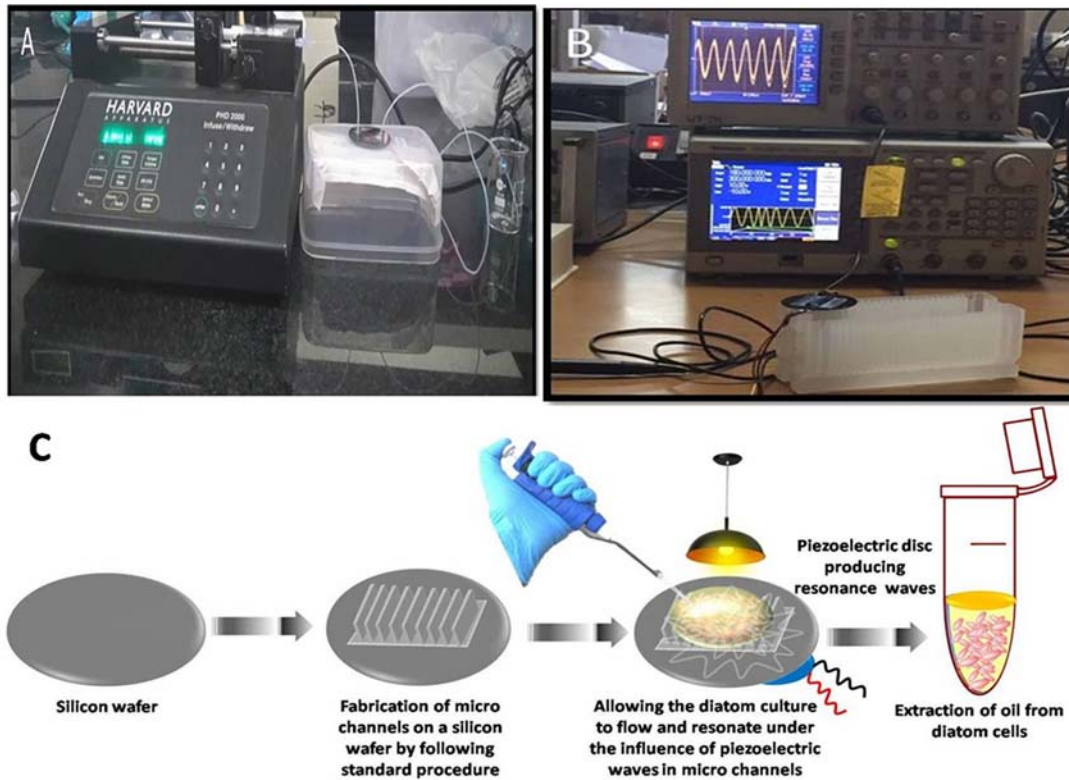 A
HARVARD
APPARATUS
PHD 2000
Infuse/Withdraw
B
C
Silicon wafer
Fabrication of micro
channels on a silicon
wafer by following
standard procedure
Allowing the diatom culture
to flow and resonate under
the influence of piezoelectric
waves in micro channels
Piezoelectric disc
producing
resonance waves
Extraction of oil from
diatom cells